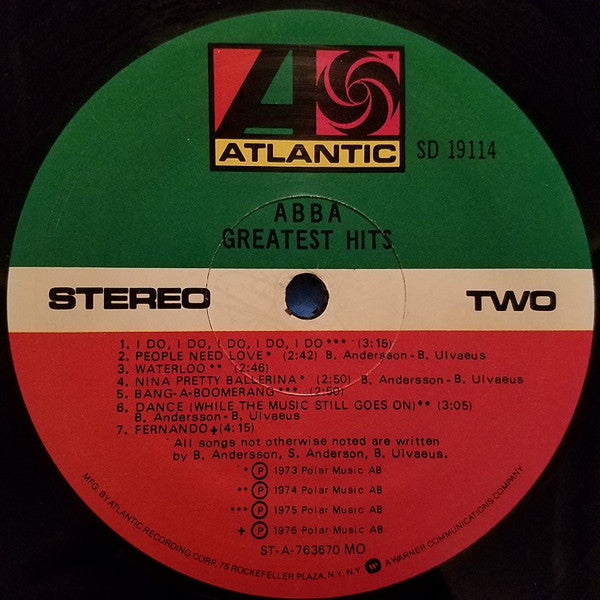 ATLANTIC SD 19114
ABBA
GREATEST HITS
STEREO TWO
1. I DO, I DO, I DO, I DO, I DO*** (3:15)
2. PEOPLE NEED LOVE* (2:42) B. Andersson-B. Ulvaeus
3. WATERLOO** (2:46)
4. NINA PRETTY BALLERINA* (2:50) B. Andersson-B. Ulvaeus
5. BANG-A-BOOMERANG*** (2:50)
6. DANCE (WHILE THE MUSIC STILL GOES ON)** (3:05)
B. Andersson-B. Ulvaeus
7. FERNANDO+(4:15)
All songs not otherwise noted are written
by B. Andersson, S. Anderson, B. Ulvaeus.
* Ⓟ 1973 Polar Music AB
** Ⓟ 1974 Polar Music AB
*** Ⓟ 1975 Polar Music AB
+ Ⓟ 1976 Polar Music AB
ST-A-763670 MO
MFG. BY ATLANTIC RECORDING CORP. 75 ROCKEFELLER PLAZA, N.Y. N.Y. A WARNER COMMUNICATIONS COMPANY